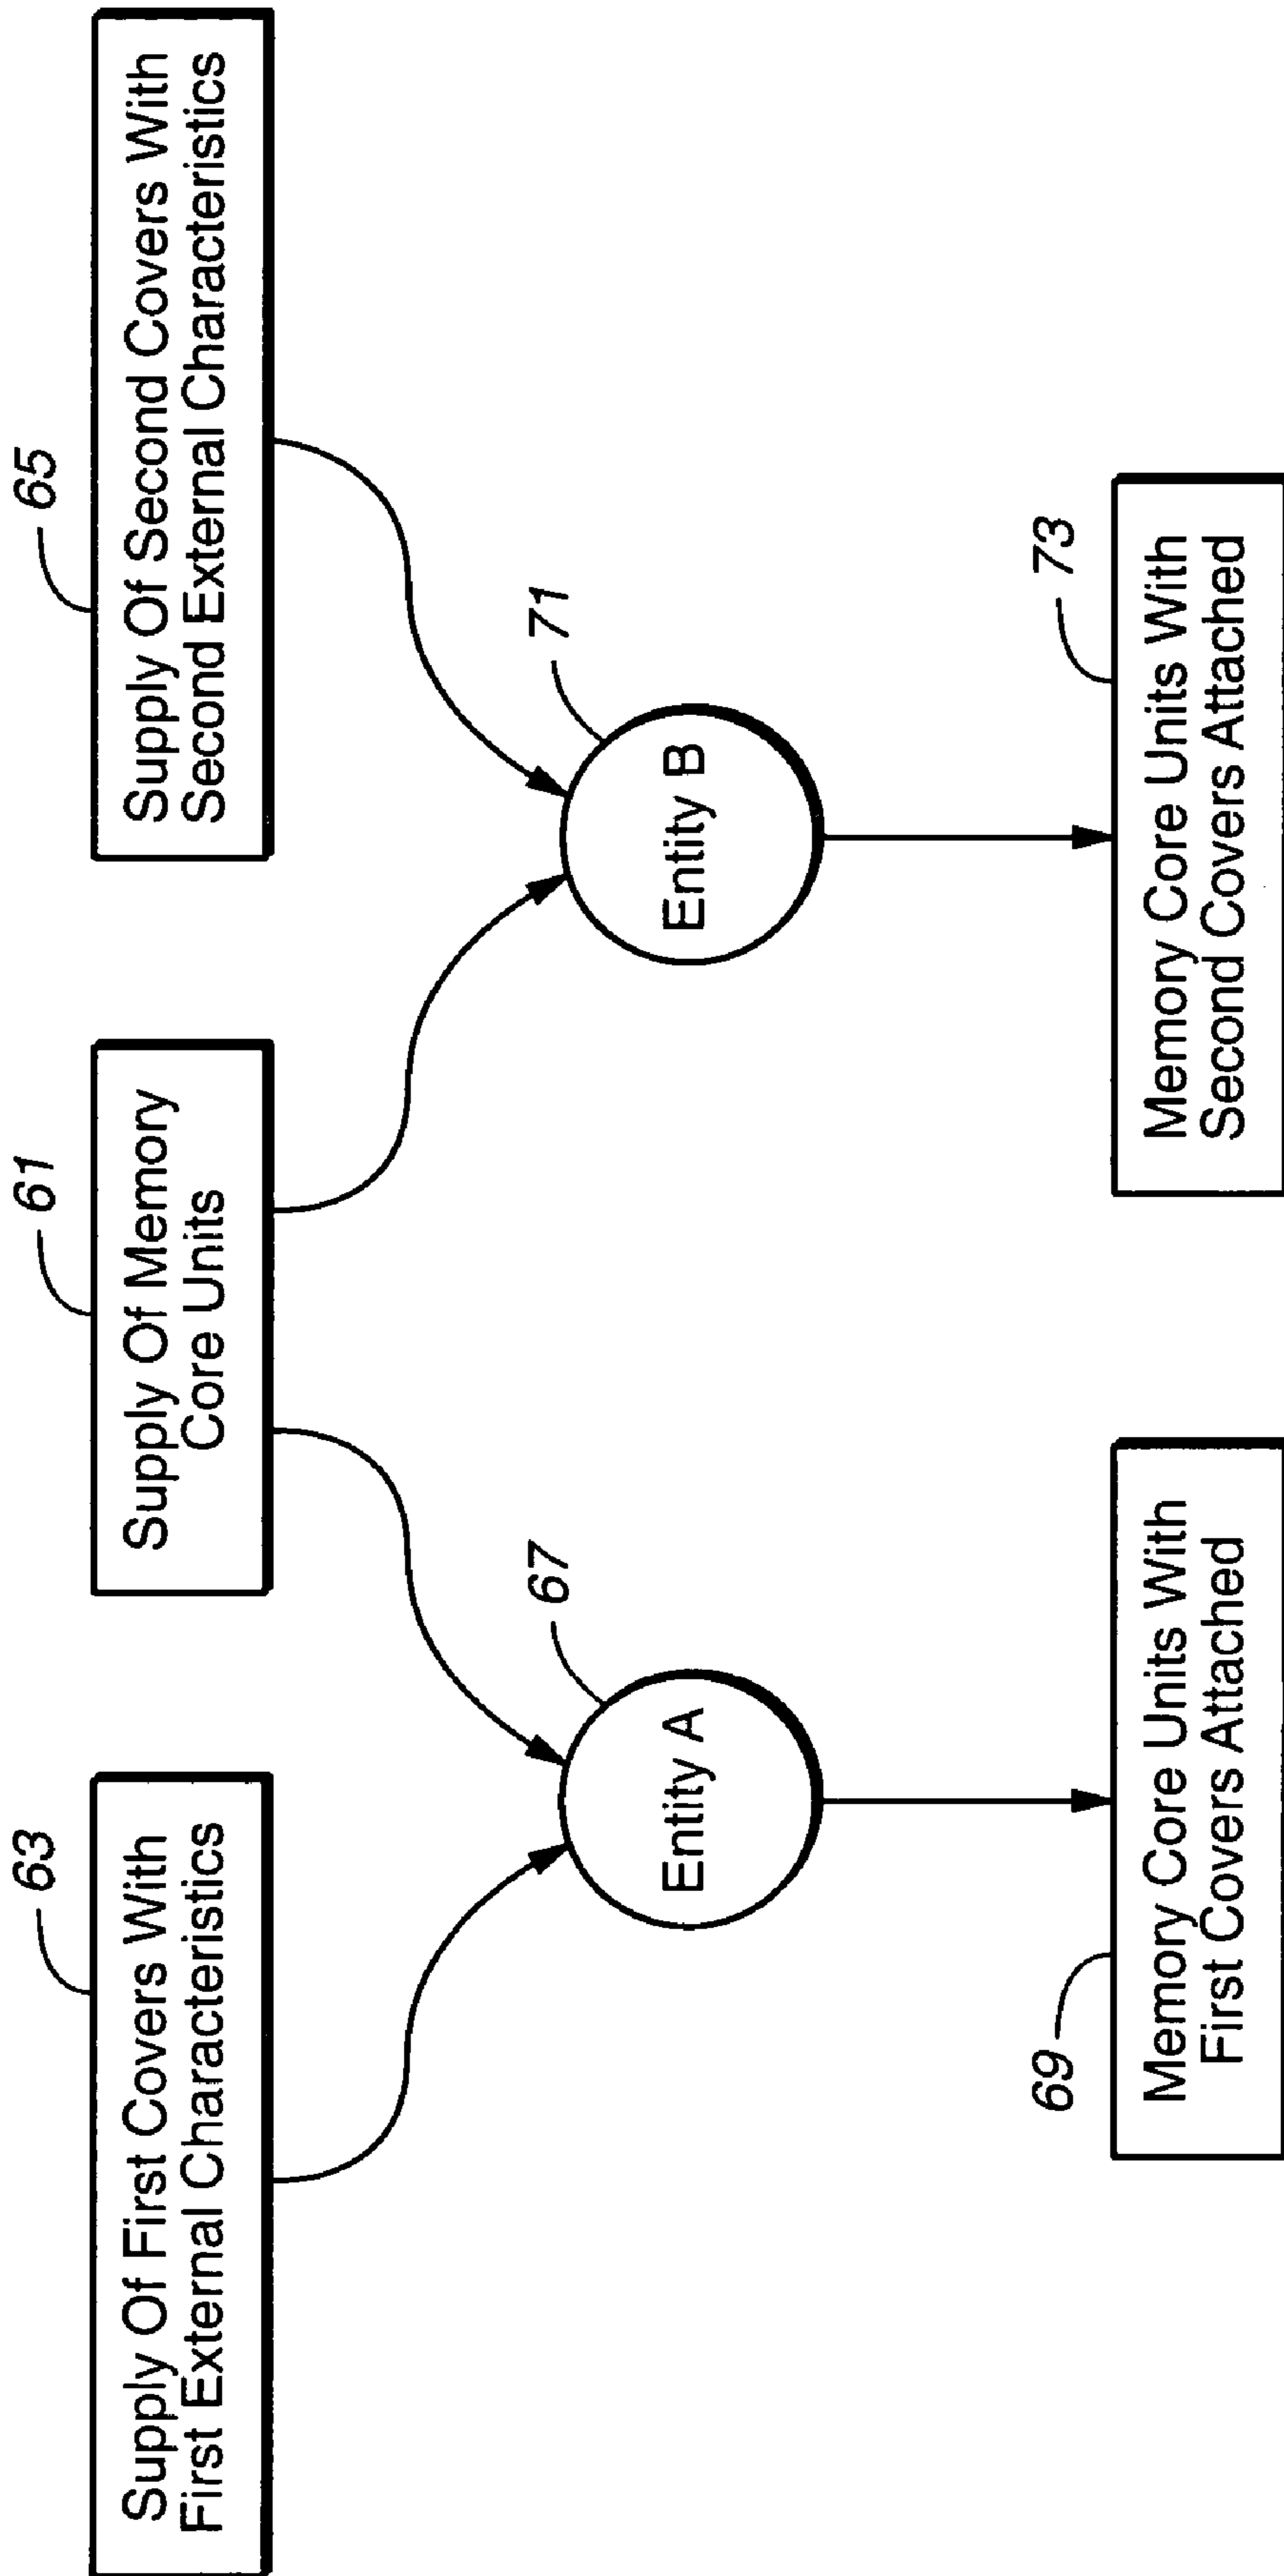 63
Supply Of First Covers With
First External Characteristics
61
Supply Of Memory
Core Units
65
Supply Of Second Covers With
Second External Characteristics
67
Entity A
71
Entity B
69
Memory Core Units With
First Covers Attached
73
Memory Core Units With
Second Covers Attached